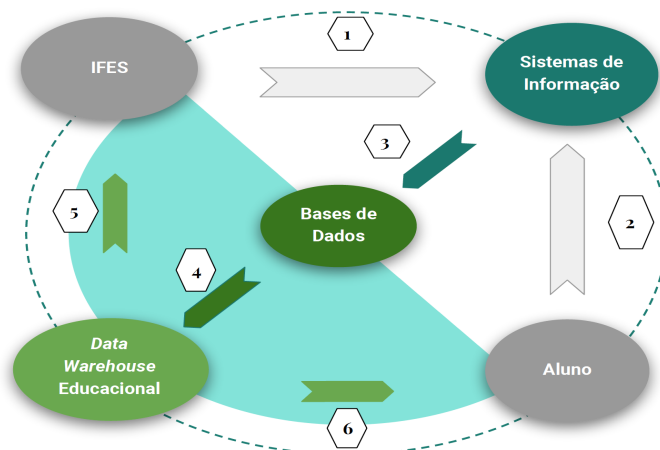 1
IFES
Sistemas de
Informação
3
5
Bases de
Dados
2
4
Data
Warehouse
Educacional
Aluno
6